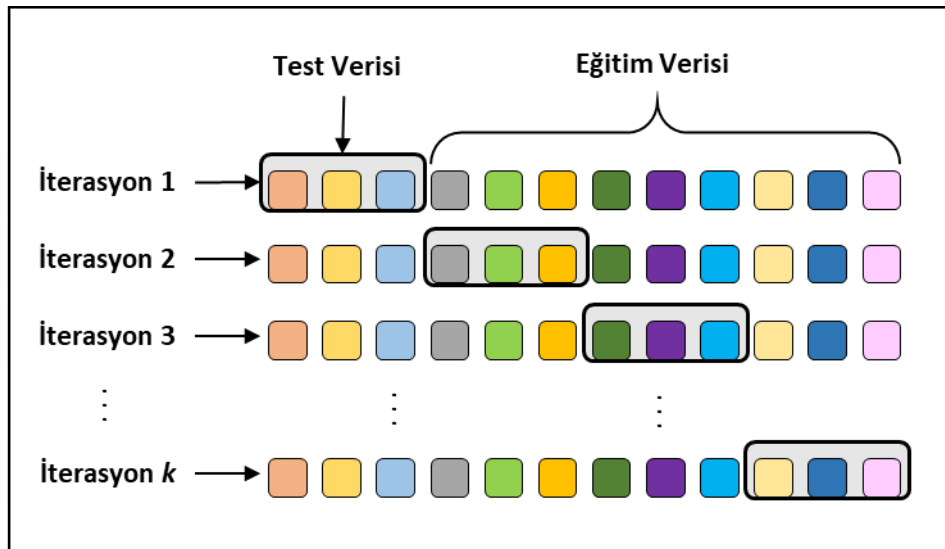 Test Verisi
Eğitim Verisi
İterasyon 1
İterasyon 2
İterasyon 3
İterasyon k